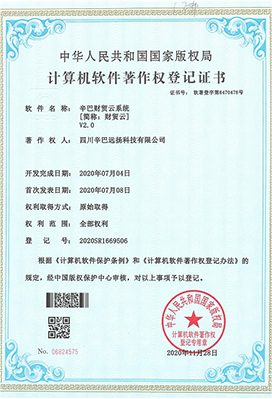 中华人民共和国国家版权局
计算机软件著作权登记证书
证书号： 软著登字第6470476号
软件名称： 辛巴财贸云系统
[简称：财贸云]
V2.0
著作权人： 四川辛巴远扬科技有限公司
开发完成日期： 2020年07月04日
首次发表日期： 2020年07月08日
权利取得方式： 原始取得
权利范围： 全部权利
登记号： 2020SR1669506
根据《计算机软件保护条例》和《计算机软件著作权登记办法》的
规定，经中国版权保护中心审核，对以上事项予以登记。
中华人民共和国国家版权局
计算机软件著作权
登记专用章
No. 06824575
2020年11月28日